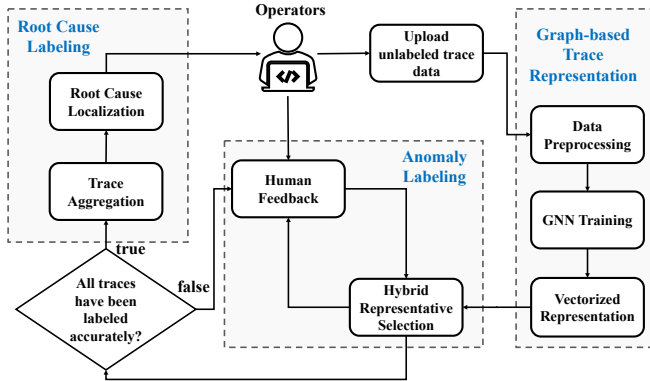 Root Cause
Labeling
Operators
Upload
unlabeled trace
data
Graph-based
Trace
Representation
Root Cause
Localization
Data
Preprocessing
Trace
Aggregation
Human
Feedback
Anomaly
Labeling
GNN Training
true
false
All traces
have been
labeled
accurately?
Hybrid
Representative
Selection
Vectorized
Representation